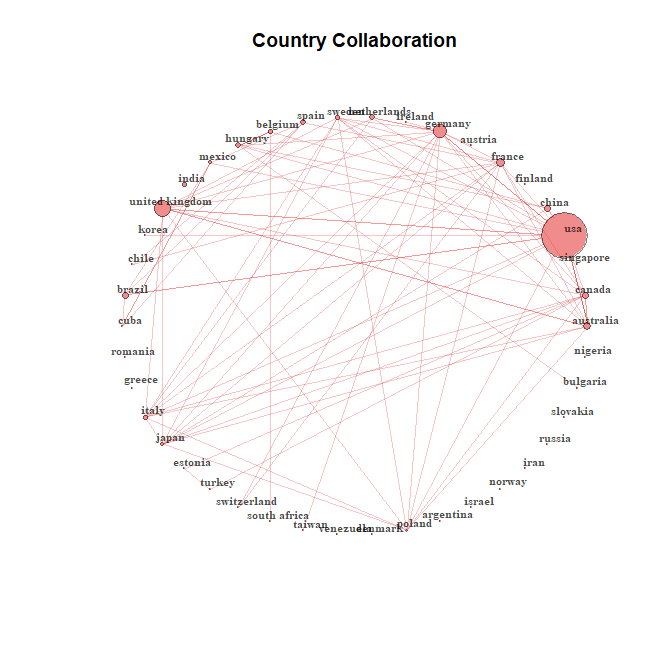 Country Collaboration
sweden
netherlands
spain
ireland
belgium
germany
hungary
austria
mexico
france
india
finland
united kingdom
china
korea
usa
chile
singapore
brazil
canada
cuba
australia
romania
nigeria
greece
bulgaria
italy
slovakia
japan
russia
estonia
iran
turkey
norway
switzerland
israel
south africa
argentina
taiwan
poland
venezuela
denmark